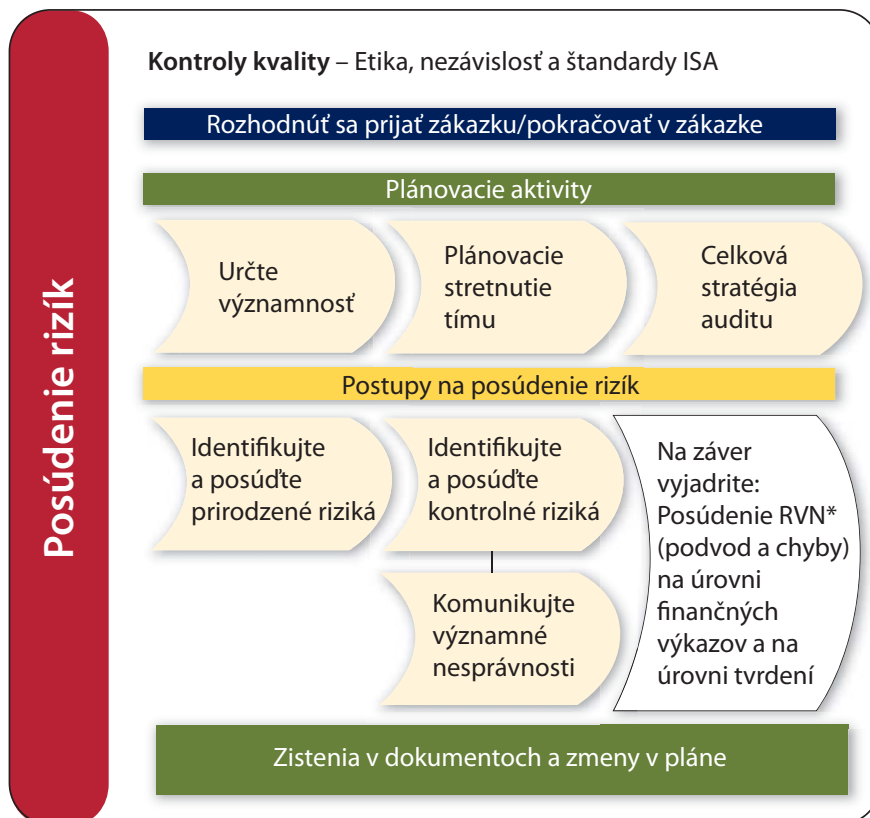 Posúdenie rizík
Kontroly kvality – Etika, nezávislosť a štandardy ISA
Rozhodnúť sa prijať zákazku/pokračovať v zákazke
Plánovacie aktivity
Určte
významnosť
Plánovacie
stretnutie
tímu
Celková
stratégia
auditu
Postupy na posúdenie rizík
Identifikujte
a posúďte
prirodzené riziká
Identifikujte
a posúďte
kontrolné riziká
Komunikujte
významné
nesprávnosti
Na záver
vyjadrite:
Posúdenie RVN*
(podvod a chyby)
na úrovni
finančných
výkazov a na
úrovni tvrdení
Zistenia v dokumentoch a zmeny v pláne